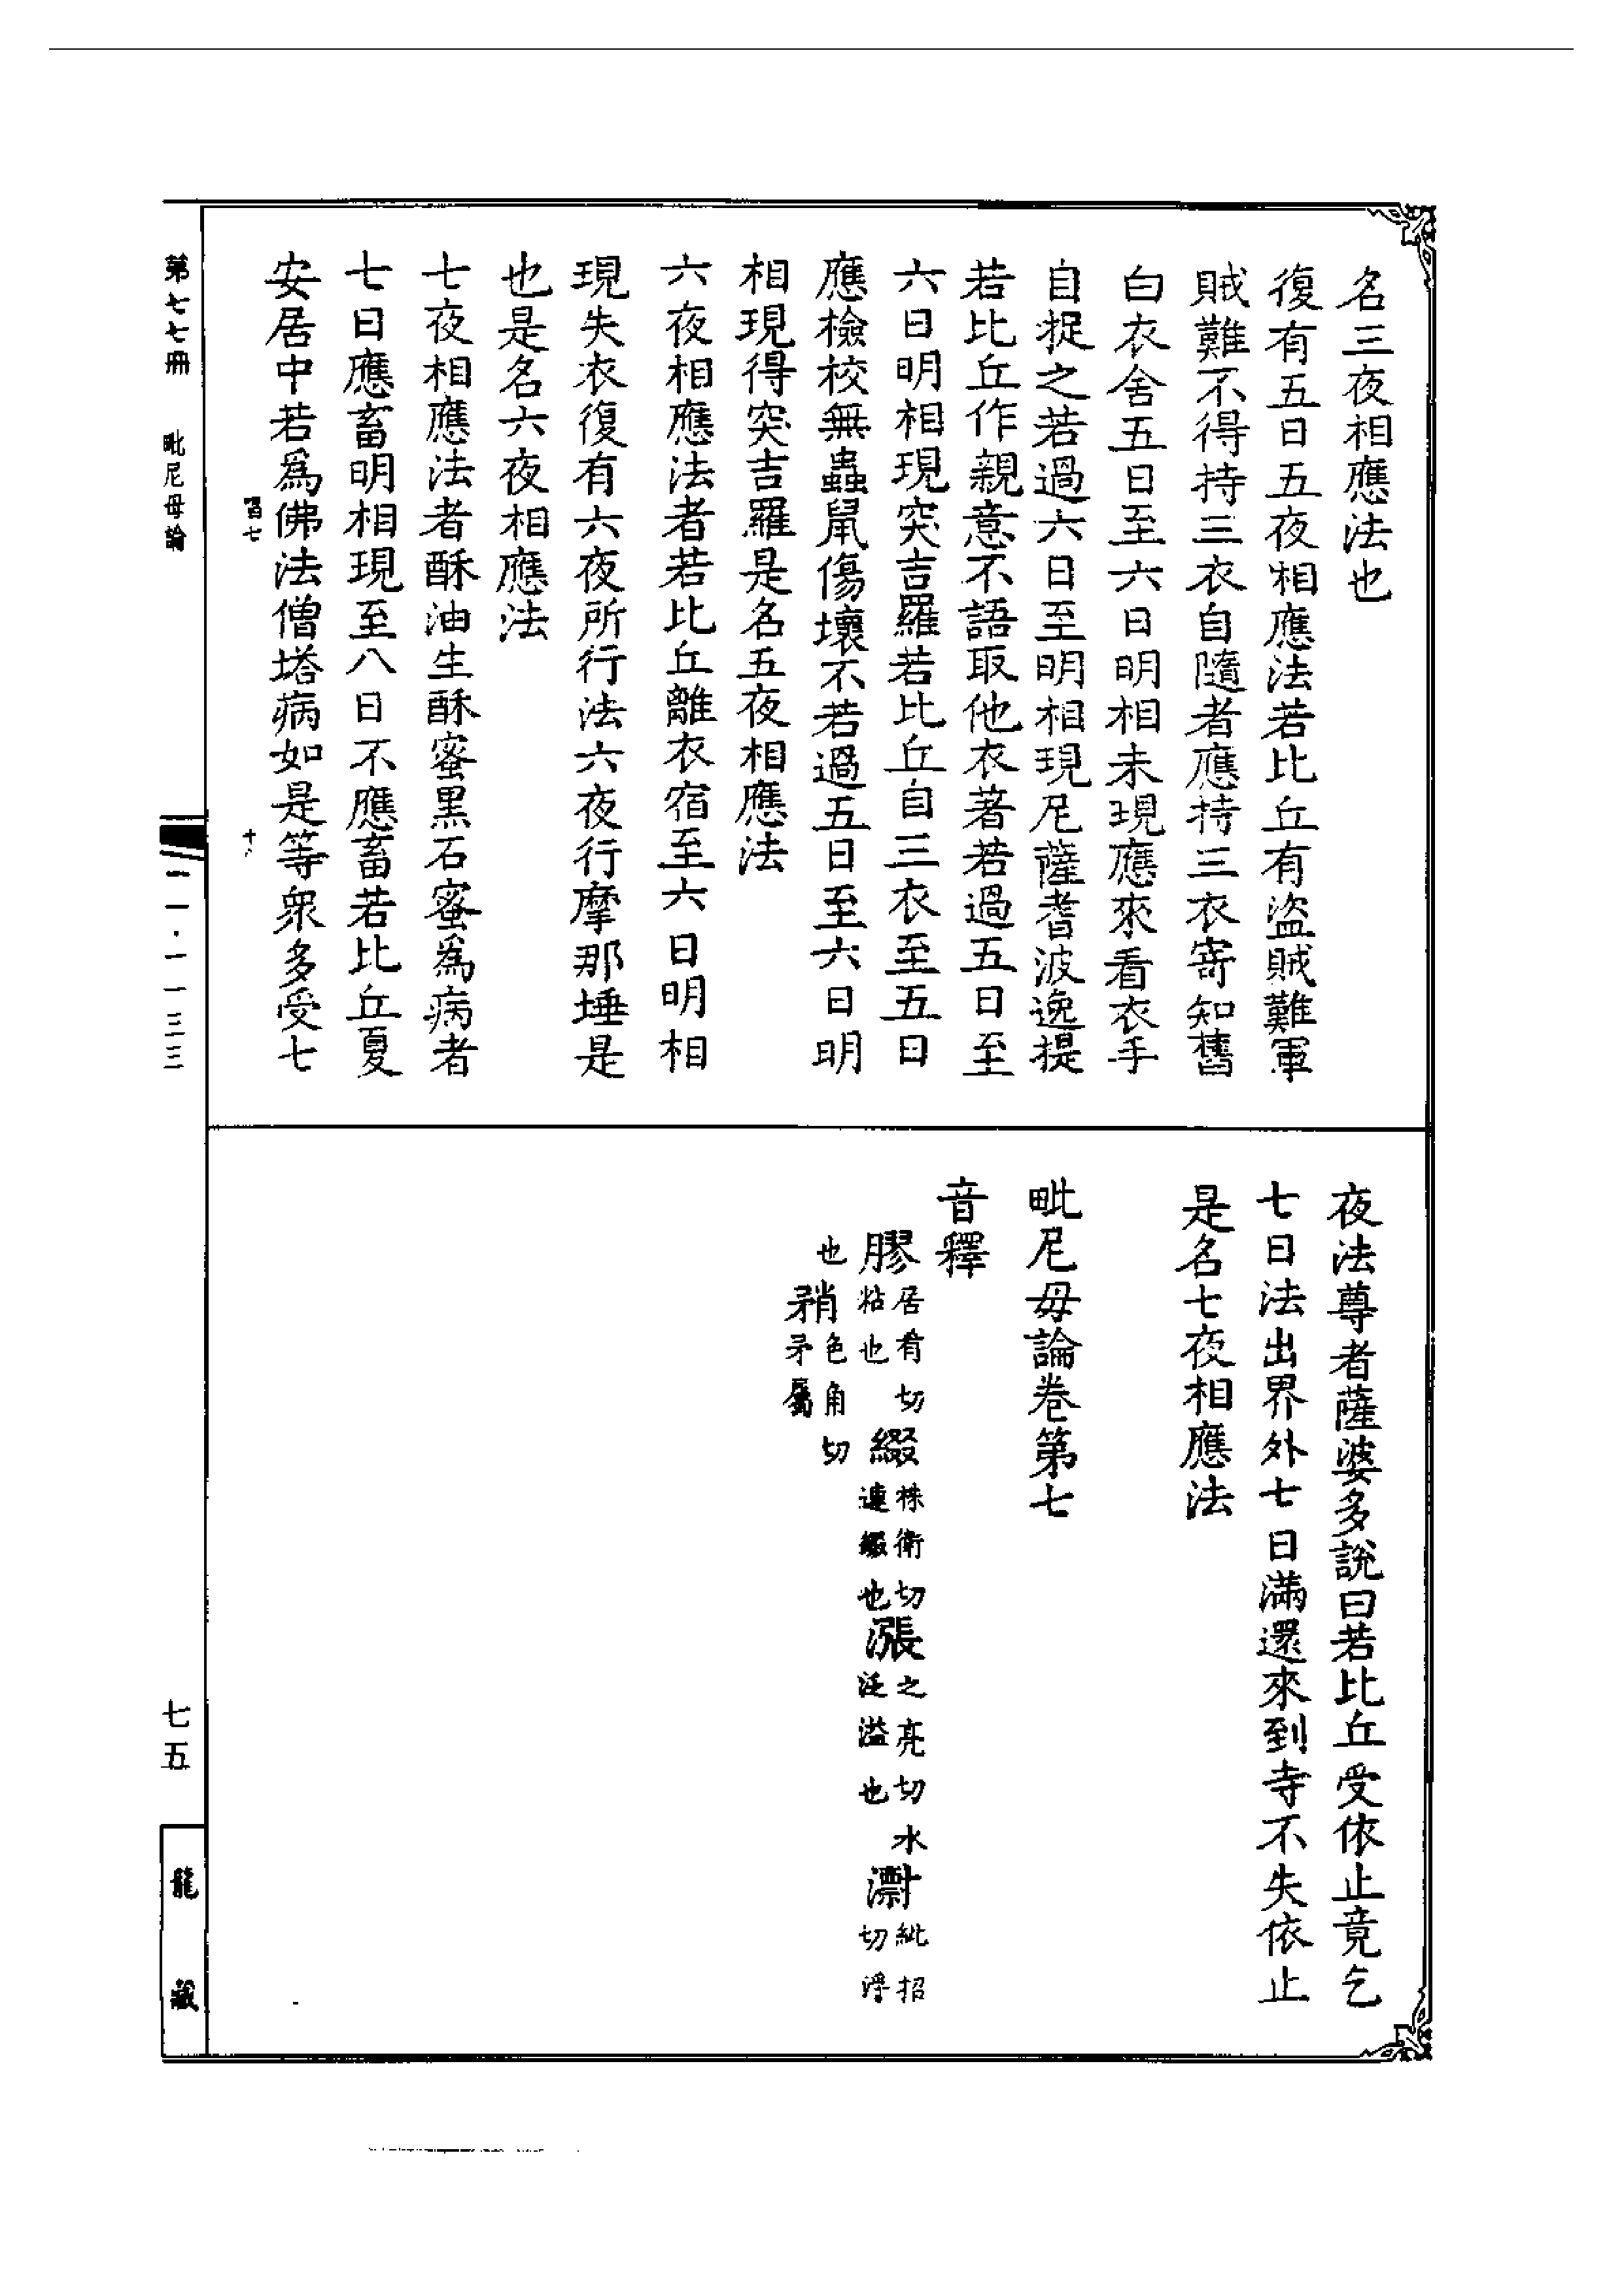 名三夜相應法也
復有五日五夜相應法若比丘有盜賊難軍
賊難不得持三衣自隨者應持三衣寄知舊
白衣舍五日至六日明相未現應來看衣手
自捉之若過六日至明相現尼薩耆波逸提
若比丘作親意不語取他衣著若過五日至
六日明相現突吉羅若比丘自三衣至五日
應檢校無蟲鼠傷壞不若過五日至六日明
相現得突吉羅是名五夜相應法
六夜相應法者若比丘離衣宿至六日明相
現失衣復有六夜所行法六夜行摩那埵是
也是名六夜相應法
七夜相應法者酥油生酥蜜黑石蜜為病者
七日應畜明相現至八日不應畜若比丘夏
安居中若為佛法僧塔病如是等眾多受七
夜法尊者薩婆多說曰若比丘受依止竟乞
七日法出界外七日滿還來到寺不失依止
是名七夜相應法
毗尼毋論卷第七
音釋
膠居肴切粘也 綴株衛切連綴也 漲之亮切水泛溢也 漂紕招切浮
也 矟色角切矛屬
第七七冊 毗尼母論
二一·一一三三
七五
龍藏